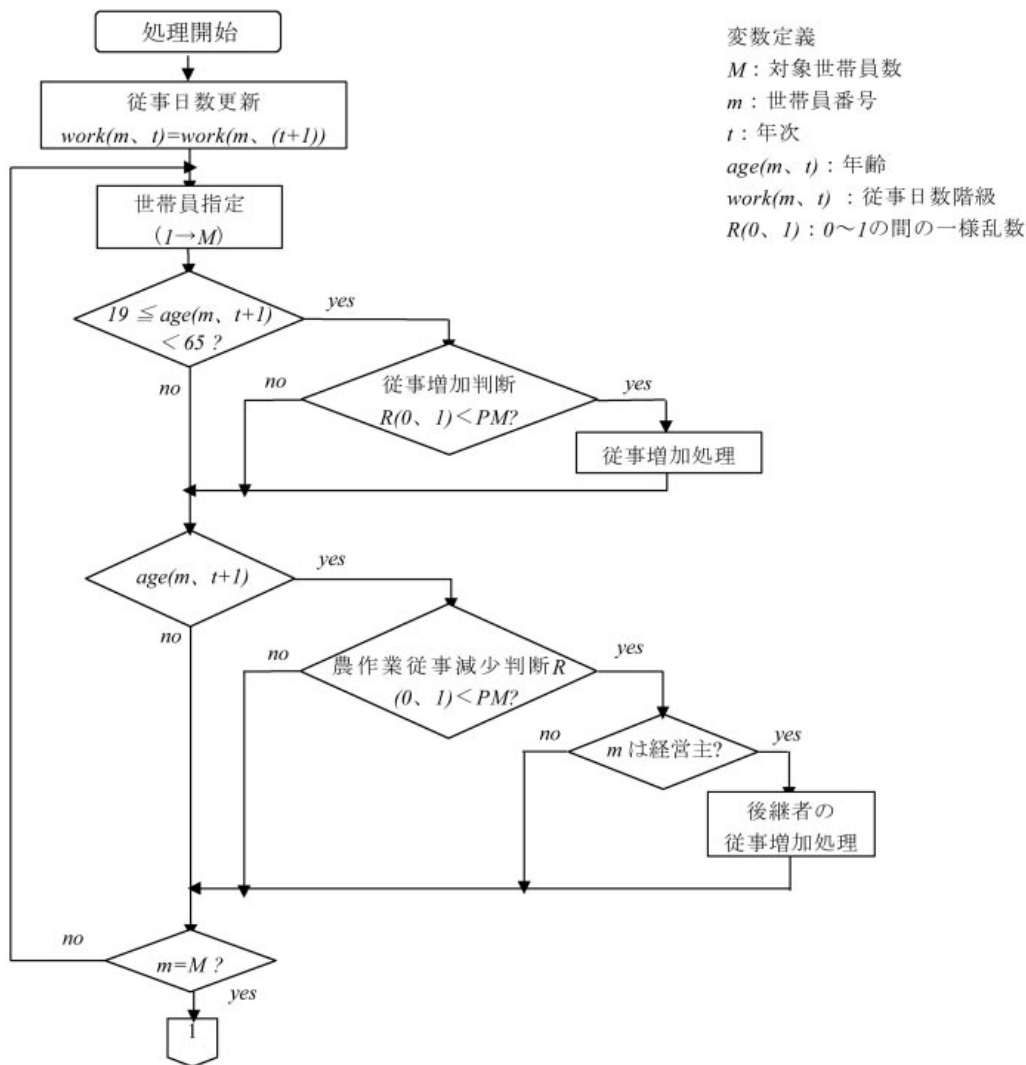 処理開始
従事日数更新
work(m、t)=work(m、(t+1))
世帯員指定
(1→M)
19 ≦ age(m、t+1)
< 65 ?
yes
no
従事増加判断
R(0、1)<PM?
no
yes
従事増加処理
age(m、t+1)
yes
no
農作業従事減少判断R
(0、1)<PM?
no
yes
m は経営主?
no
yes
後継者の
従事増加処理
m=M ?
no
yes
1
変数定義
M:対象世帯員数
m:世帯員番号
t:年次
age(m、t):年齢
work(m、t) :従事日数階級
R(0、1):0~1の間の一様乱数